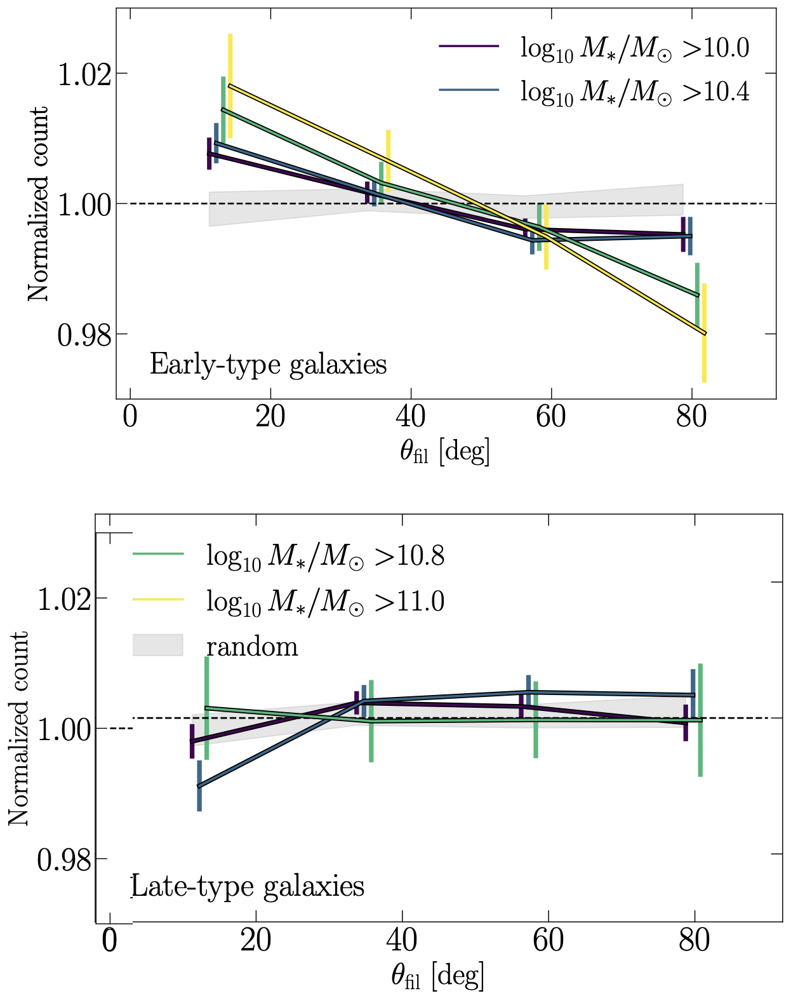 log₁₀ M∗/M⊙ >10.0
1.02
log₁₀ M∗/M⊙ >10.4
Normalized count
1.00
0.98
Early-type galaxies
0 20 40 60 80
θfil [deg]
log₁₀ M∗/M⊙ >10.8
1.02
log₁₀ M∗/M⊙ >11.0
random
Normalized count
1.00
0.98
Late-type galaxies
0 20 40 60 80
θfil [deg]